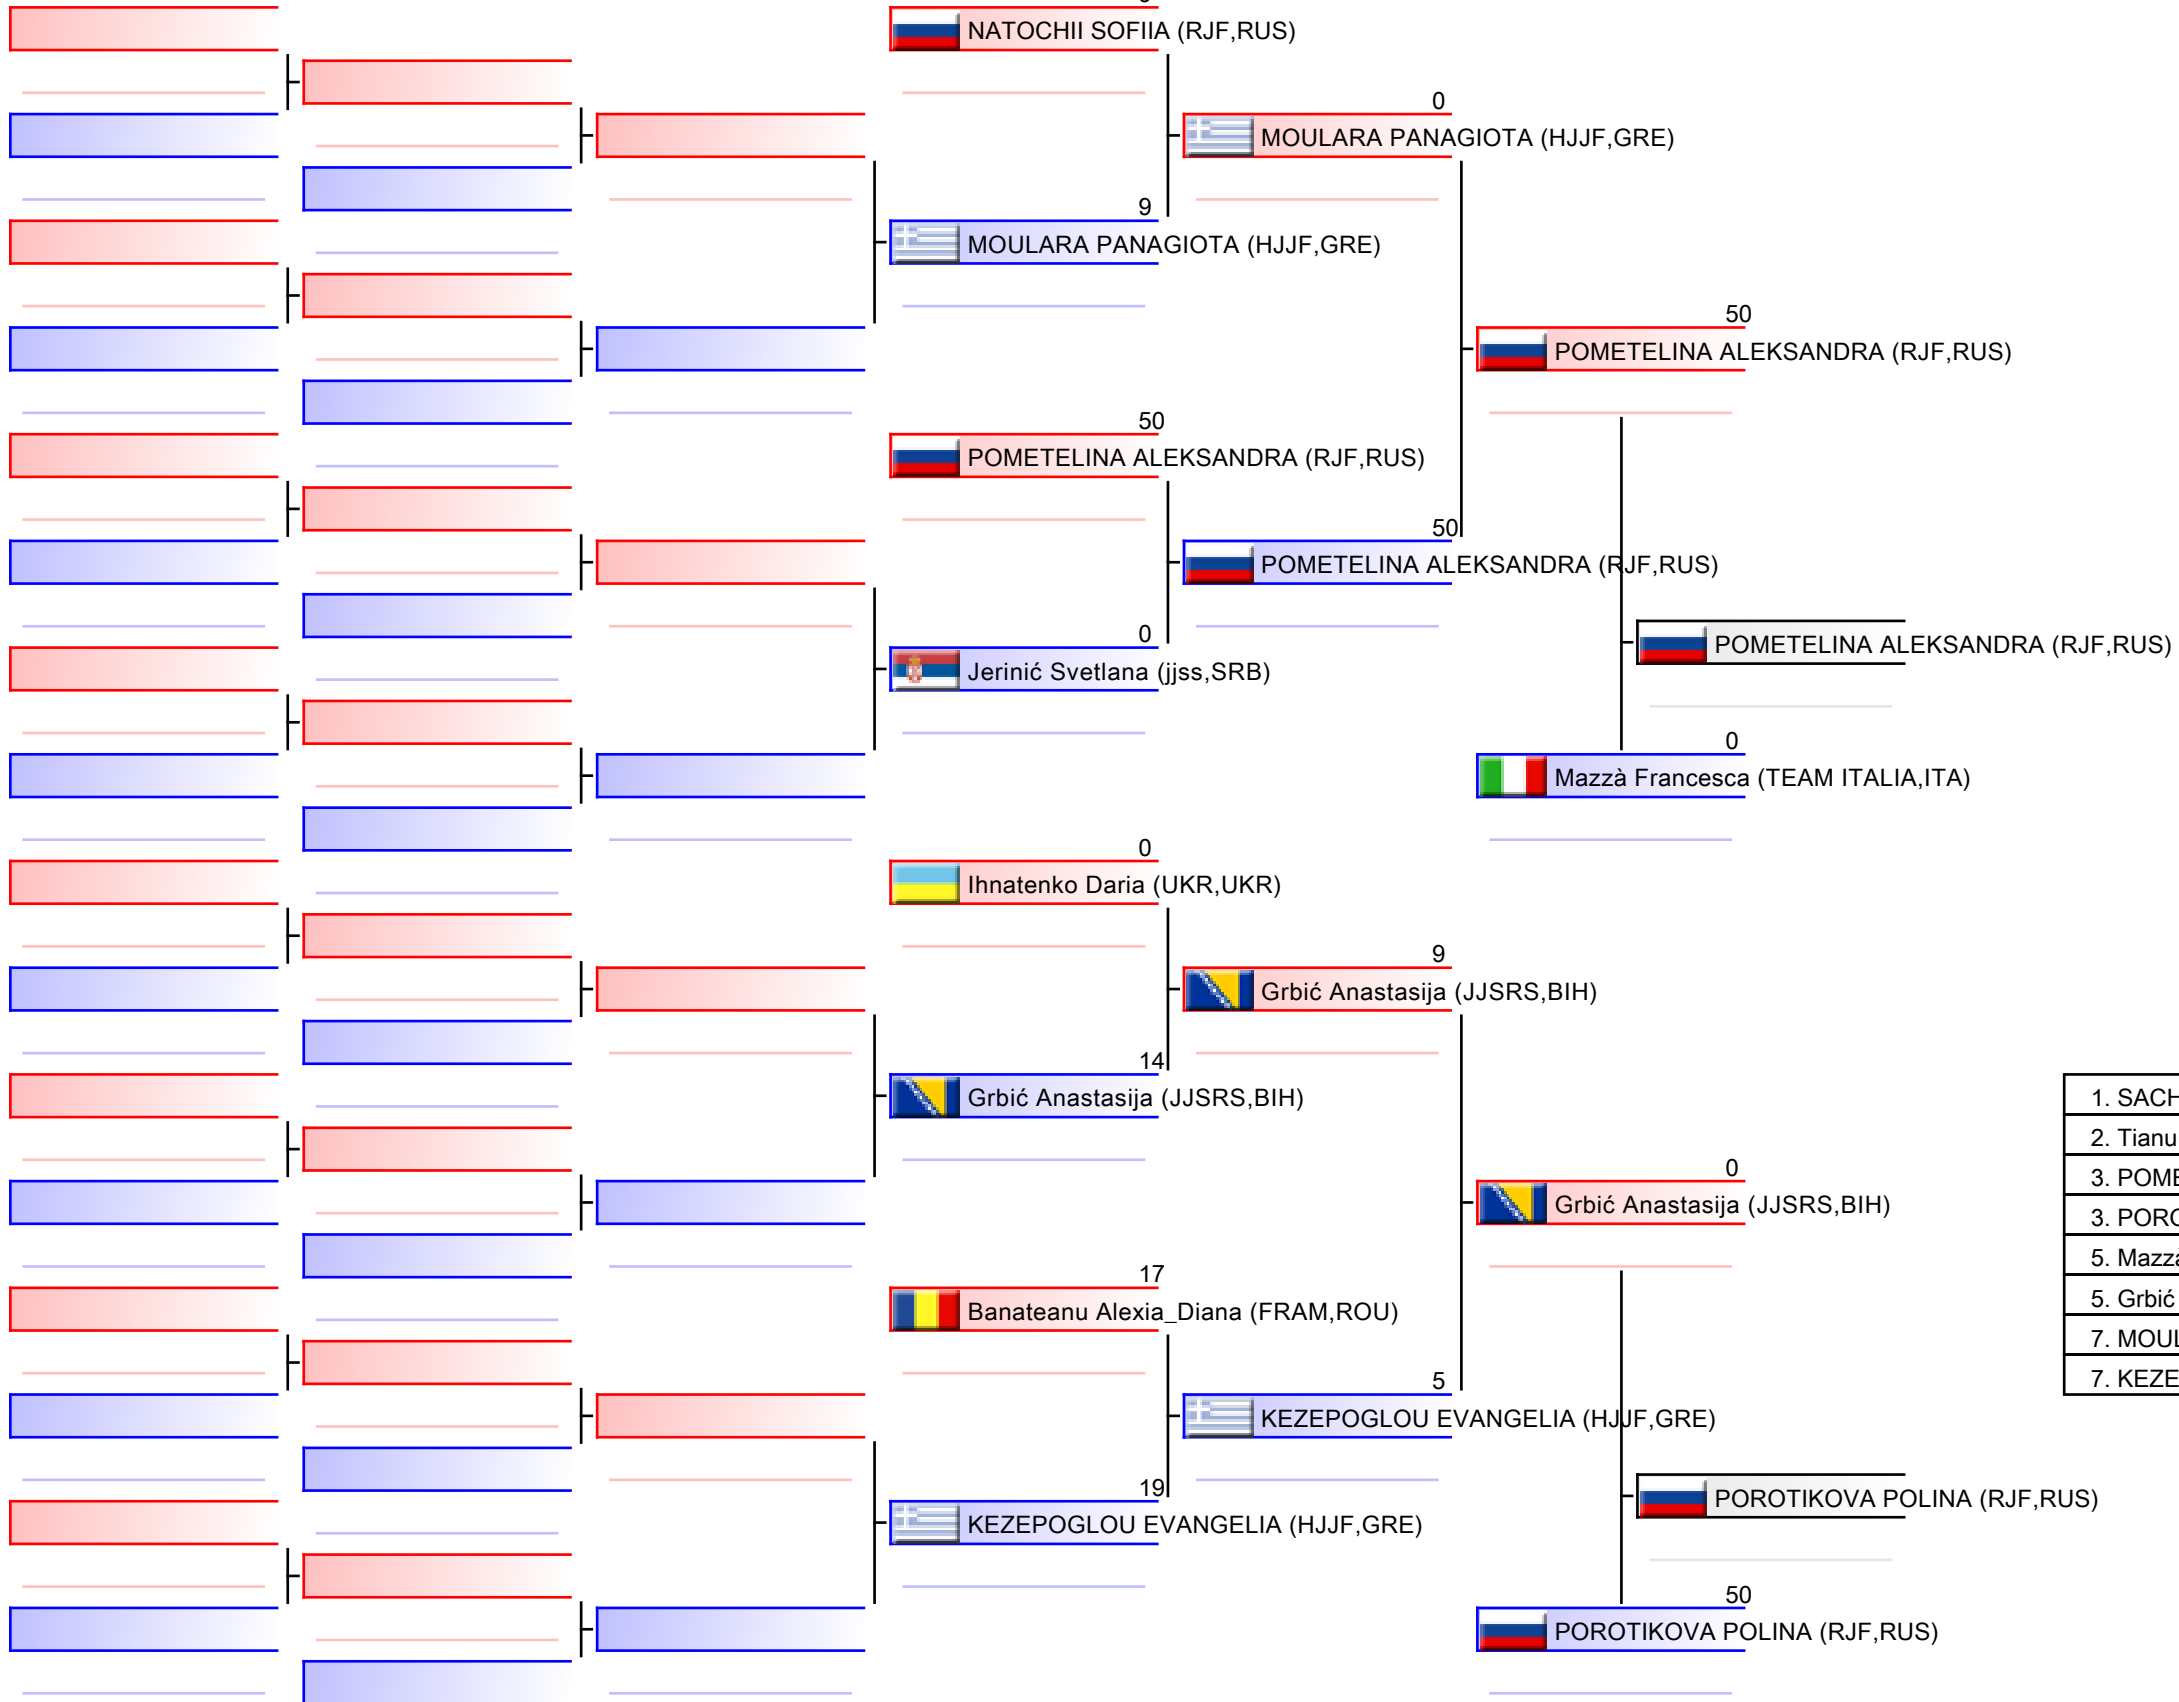 NATOCHII SOFIIA (RJF,RUS)
0
MOULARA PANAGIOTA (HJJF,GRE)
9
MOULARA PANAGIOTA (HJJF,GRE)
50
POMETELINA ALEKSANDRA (RJF,RUS)
50
POMETELINA ALEKSANDRA (RJF,RUS)
50
POMETELINA ALEKSANDRA (RJF,RUS)
0
Jerinić Svetlana (jjss,SRB)
POMETELINA ALEKSANDRA (RJF,RUS)
0
Mazzà Francesca (TEAM ITALIA,ITA)
0
Ihnatenko Daria (UKR,UKR)
9
Grbić Anastasija (JJSRS,BIH)
14
Grbić Anastasija (JJSRS,BIH)
0
Grbić Anastasija (JJSRS,BIH)
17
Banateanu Alexia_Diana (FRAM,ROU)
5
KEZEPOGLOU EVANGELIA (HJJF,GRE)
19
KEZEPOGLOU EVANGELIA (HJJF,GRE)
POROTIKOVA POLINA (RJF,RUS)
50
POROTIKOVA POLINA (RJF,RUS)
1. SACH
2. Tianu
3.
3.
5.
5. Grbić
7.
7. KEZE